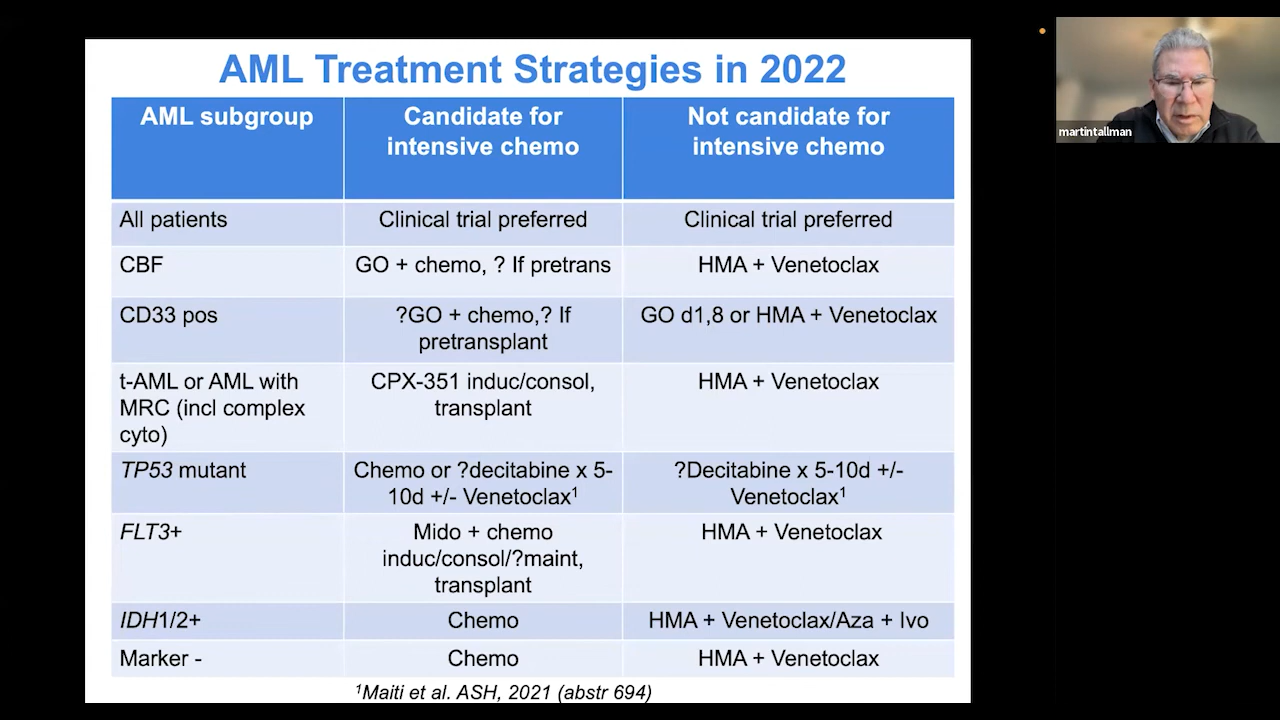 AML Treatment Strategies in 2022
AML subgroup
Candidate for
intensive chemo
Not candidate for
intensive chemo
All patients
Clinical trial preferred
Clinical trial preferred
CBF
GO + chemo, ? If pretrans
HMA + Venetoclax
CD33 pos
?GO + chemo,? If
pretransplant
GO d1,8 or HMA + Venetoclax
t-AML or AML with
MRC (incl complex
cyto)
CPX-351 induc/consol,
transplant
HMA + Venetoclax
TP53 mutant
Chemo or ?decitabine x 5-
10d +/- Venetoclax¹
?Decitabine x 5-10d +/-
Venetoclax¹
FLT3+
Mido + chemo
induc/consol/?maint,
transplant
HMA + Venetoclax
IDH1/2+
Chemo
HMA + Venetoclax/Aza + Ivo
Marker -
Chemo
HMA + Venetoclax
¹Maiti et al. ASH, 2021 (abstr 694)
martintallman